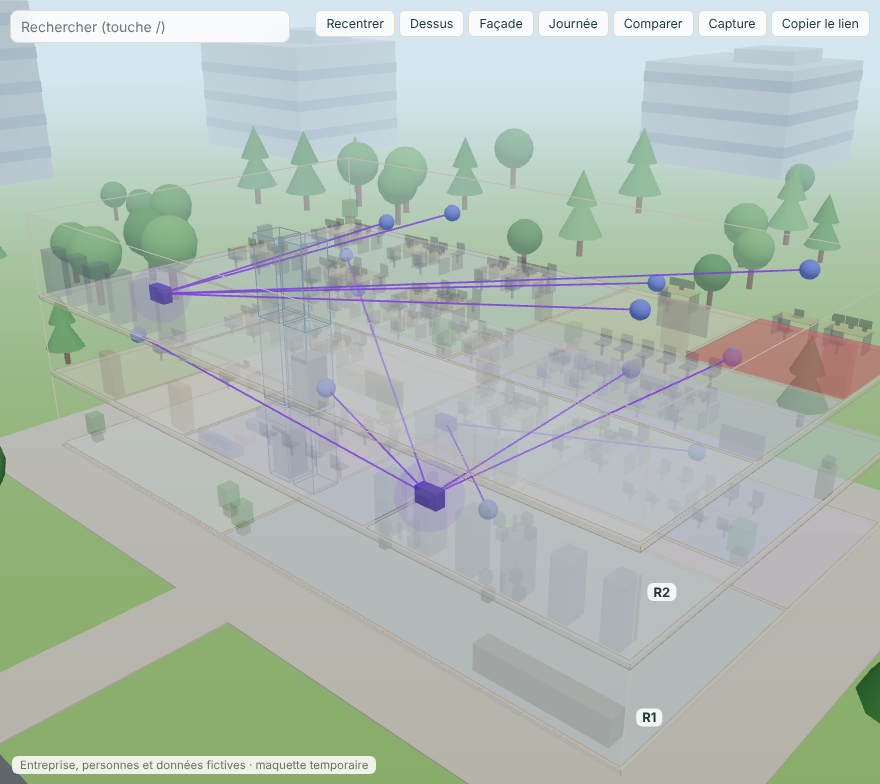 Rechercher (touche /)
Recentrer
Dessus
Façade
Journée
Comparer
Capture
Copier le lien
R2
R1
Entreprise, personnes et données fictives · maquette temporaire